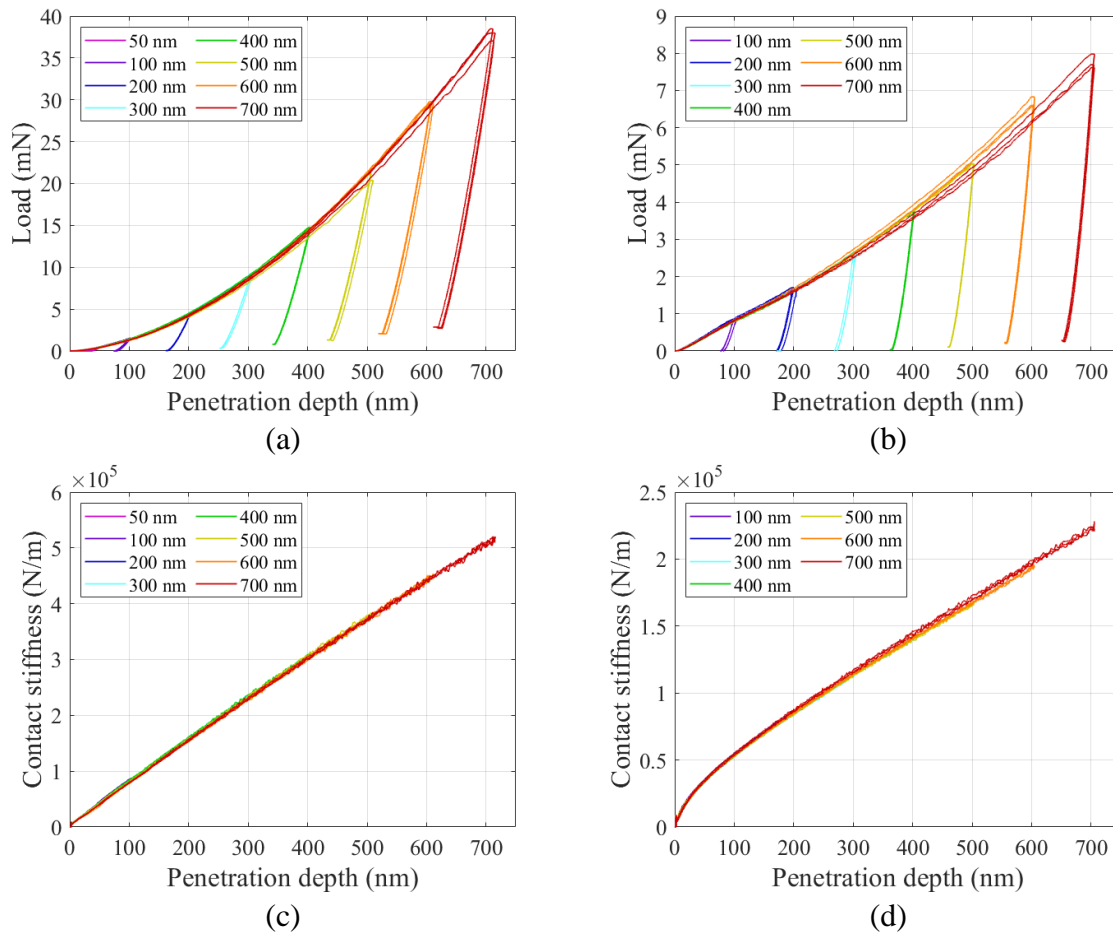 40
35
30
25
20
15
10
5
0
Load (mN)
50 nm 400 nm
100 nm 500 nm
200 nm 600 nm
300 nm 700 nm
0 100 200 300 400 500 600 700
Penetration depth (nm)
(a)
9
8
7
6
5
4
3
2
1
0
Load (mN)
100 nm 500 nm
200 nm 600 nm
300 nm 700 nm
400 nm
0 100 200 300 400 500 600 700
Penetration depth (nm)
(b)
×10⁵
6
5
4
3
2
1
0
Contact stiffness (N/m)
50 nm 400 nm
100 nm 500 nm
200 nm 600 nm
300 nm 700 nm
0 100 200 300 400 500 600 700
Penetration depth (nm)
(c)
×10⁵
2.5
2
1.5
1
0.5
0
Contact stiffness (N/m)
100 nm 500 nm
200 nm 600 nm
300 nm 700 nm
400 nm
0 100 200 300 400 500 600 700
Penetration depth (nm)
(d)